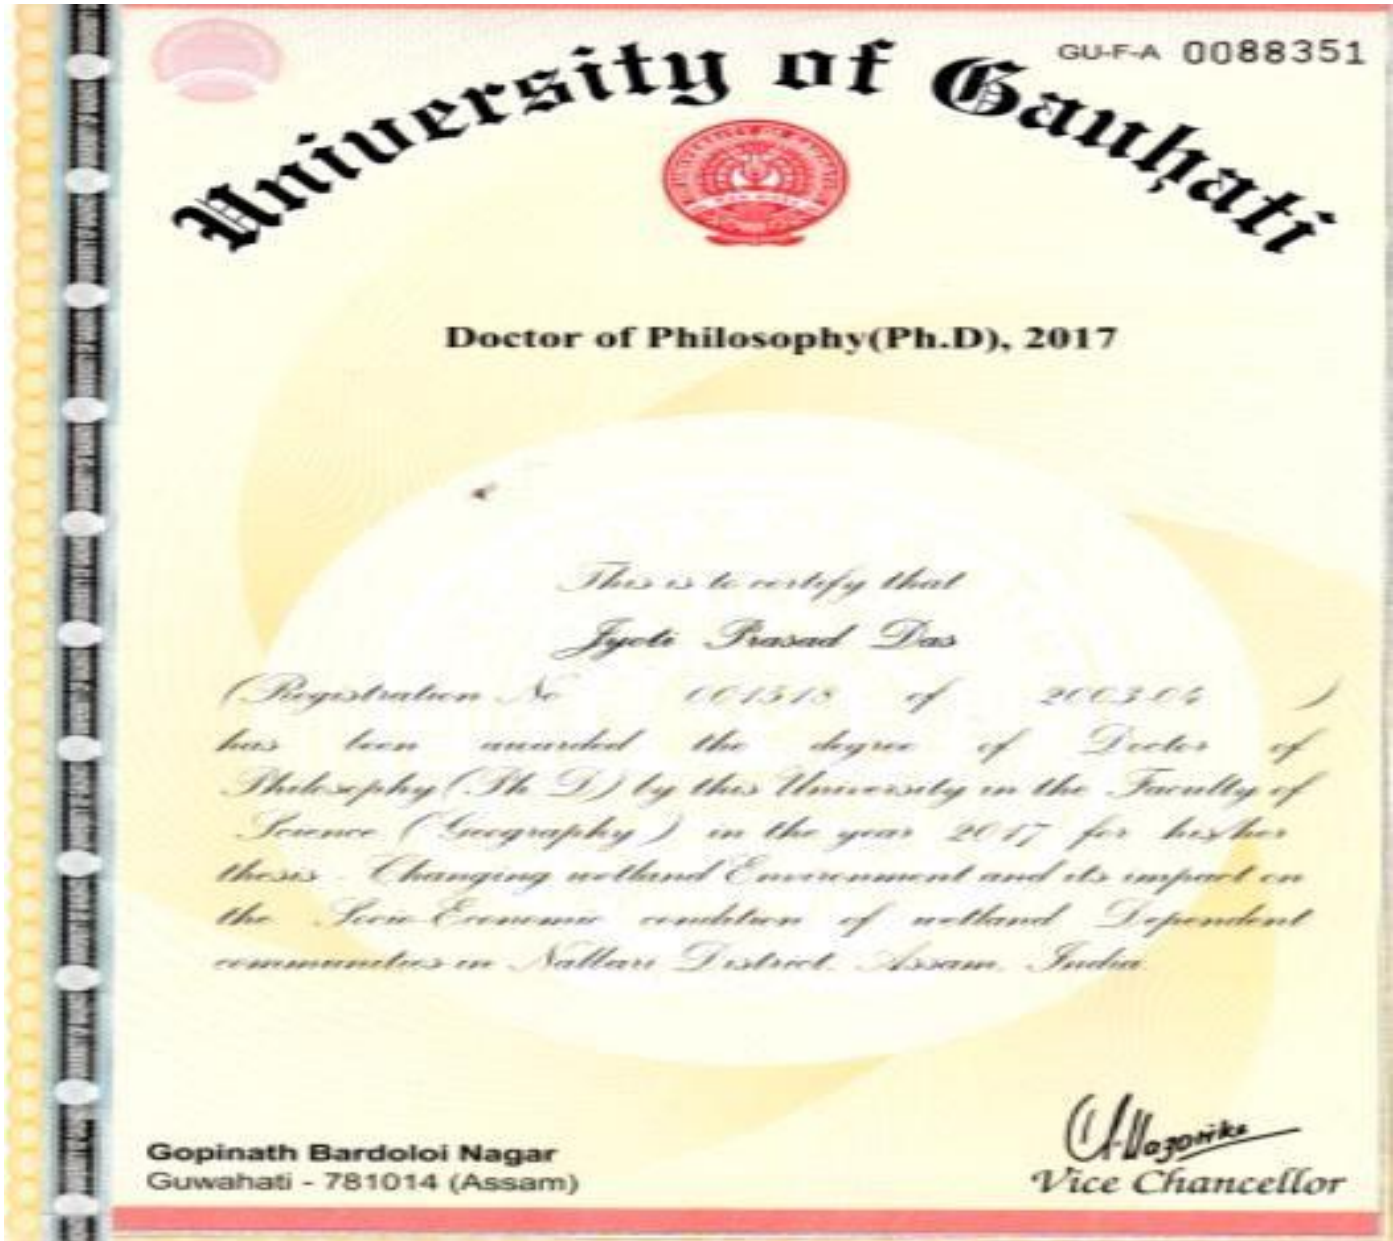 GU-F-A 0088351
University of Gauhati
Doctor of Philosophy(Ph.D), 2017
This is to certify that
Jyoti Prasad Das
(Registration No 001518 of 2003-04 )
has been awarded the degree of Doctor of
Philosophy (Ph. D) by this University in the Faculty of
Science ( Geography ) in the year 2017 for his/her
thesis - Changing wetland Environment and its impact on
the Socio-Economic condition of wetland Dependent
communities in Nalbari District, Assam, India
Gopinath Bardoloi Nagar
Guwahati - 781014 (Assam)
Vice Chancellor